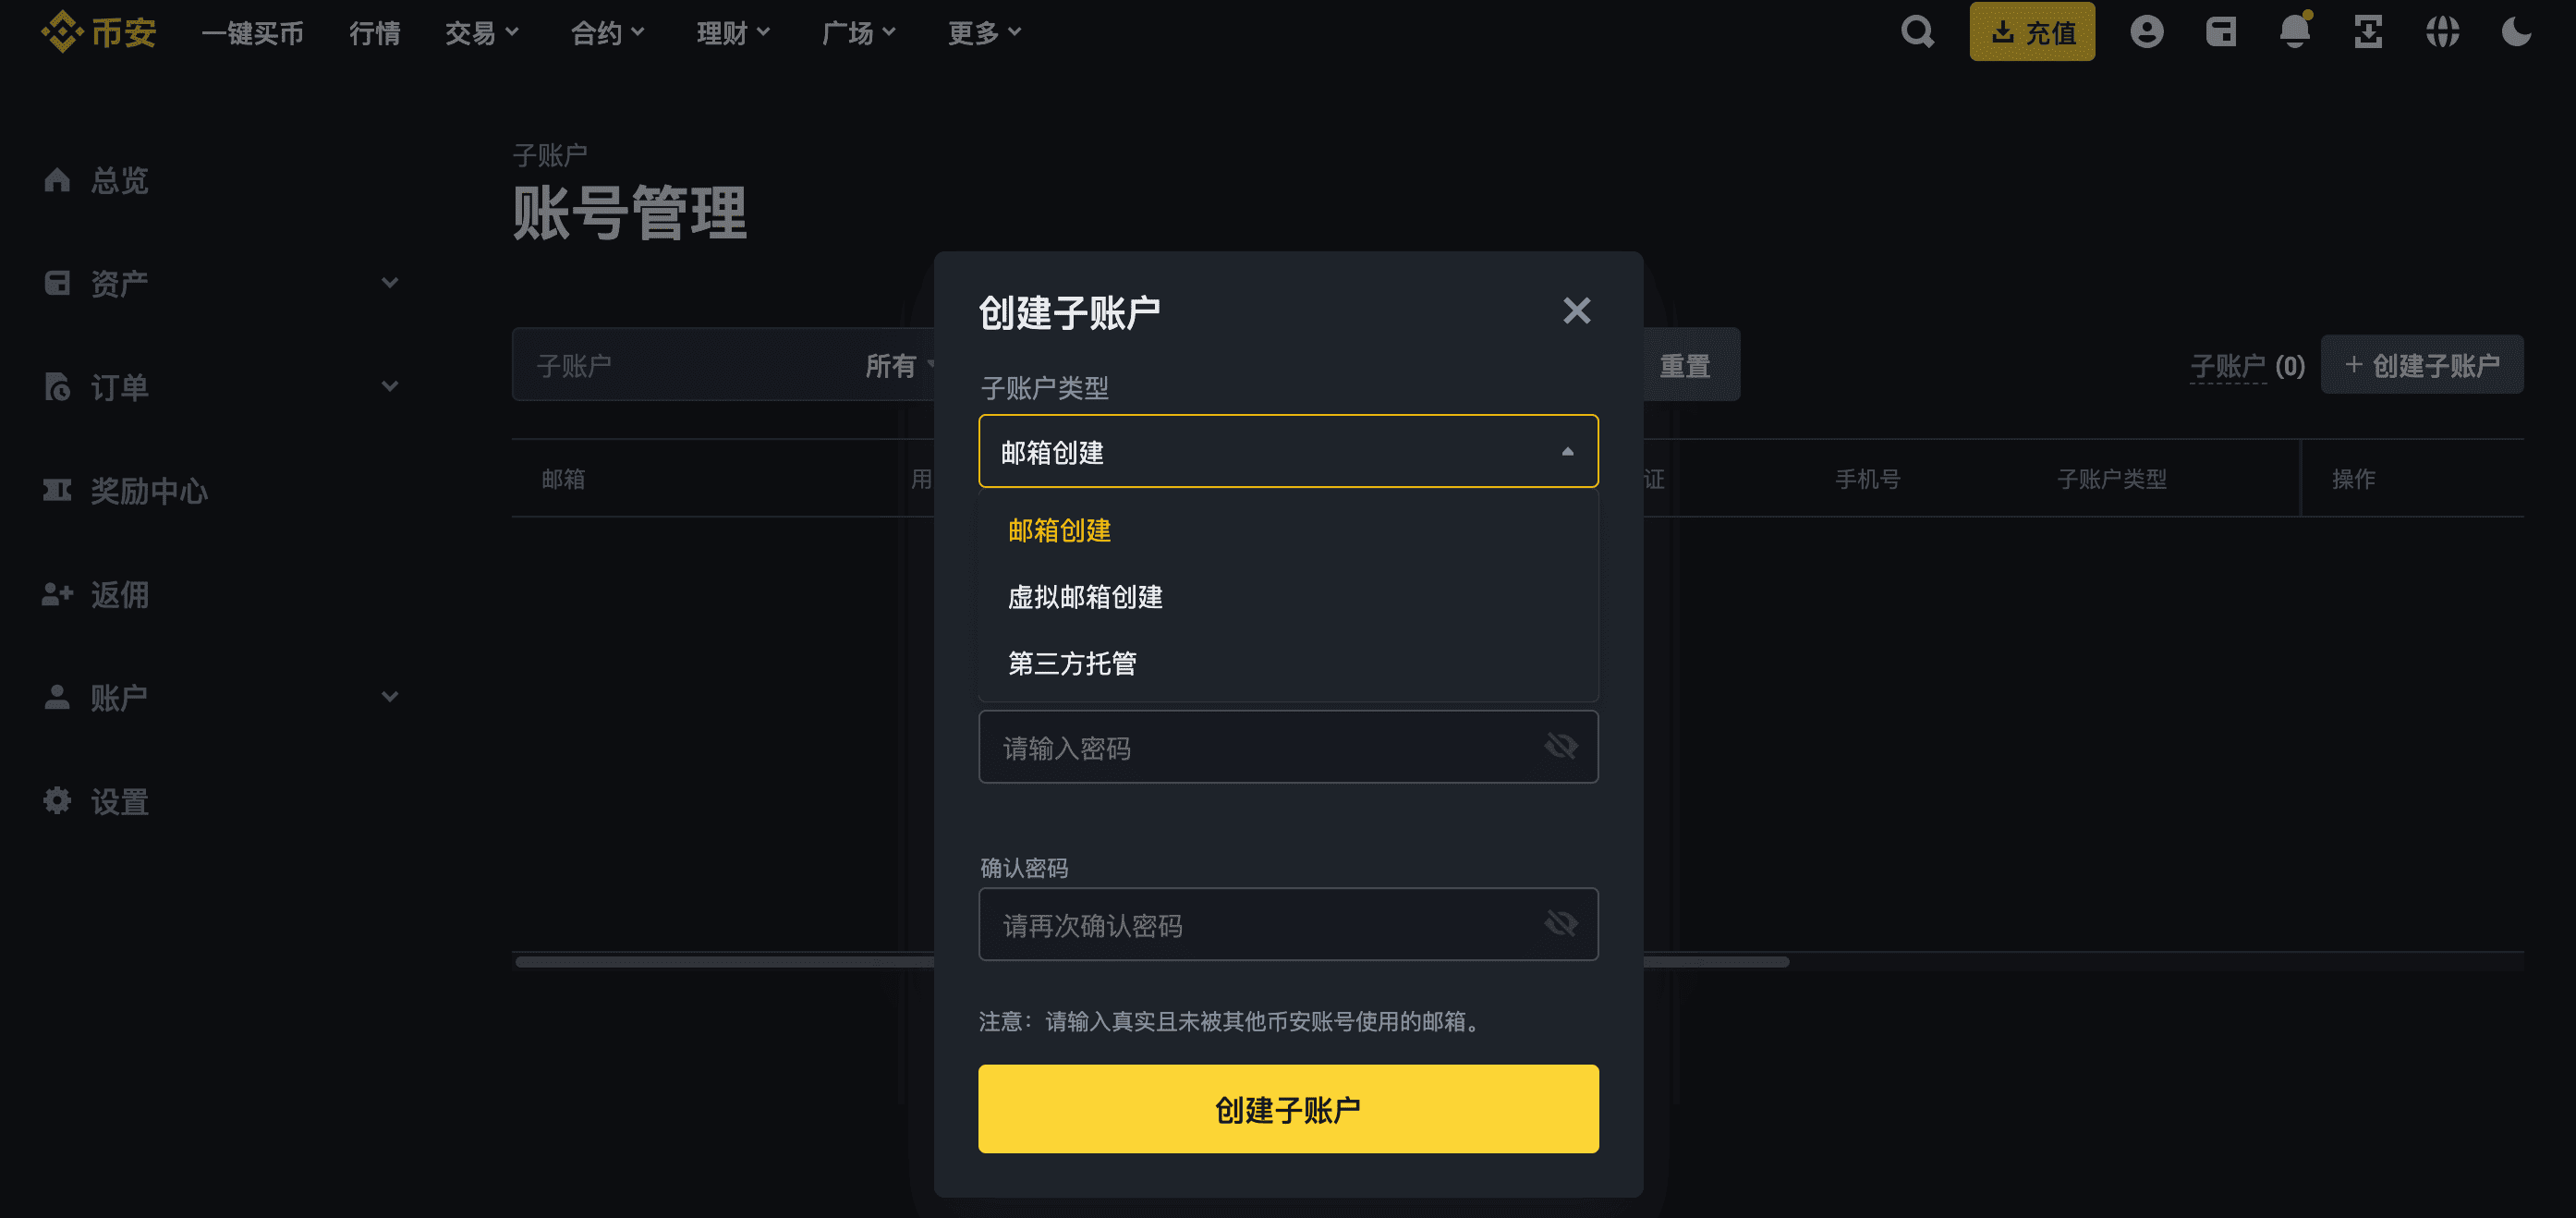 币安 一键买币 行情 交易 合约 理财 广场 更多 充值
总览
资产
订单
奖励中心
返佣
账户
设置
子账户
账号管理
子账户 所有 重置 子账户 (0) + 创建子账户
邮箱 用 证 手机号 子账户类型 操作
创建子账户
子账户类型
邮箱创建
邮箱创建
虚拟邮箱创建
第三方托管
请输入密码
确认密码
请再次确认密码
注意：请输入真实且未被其他币安账号使用的邮箱。
创建子账户